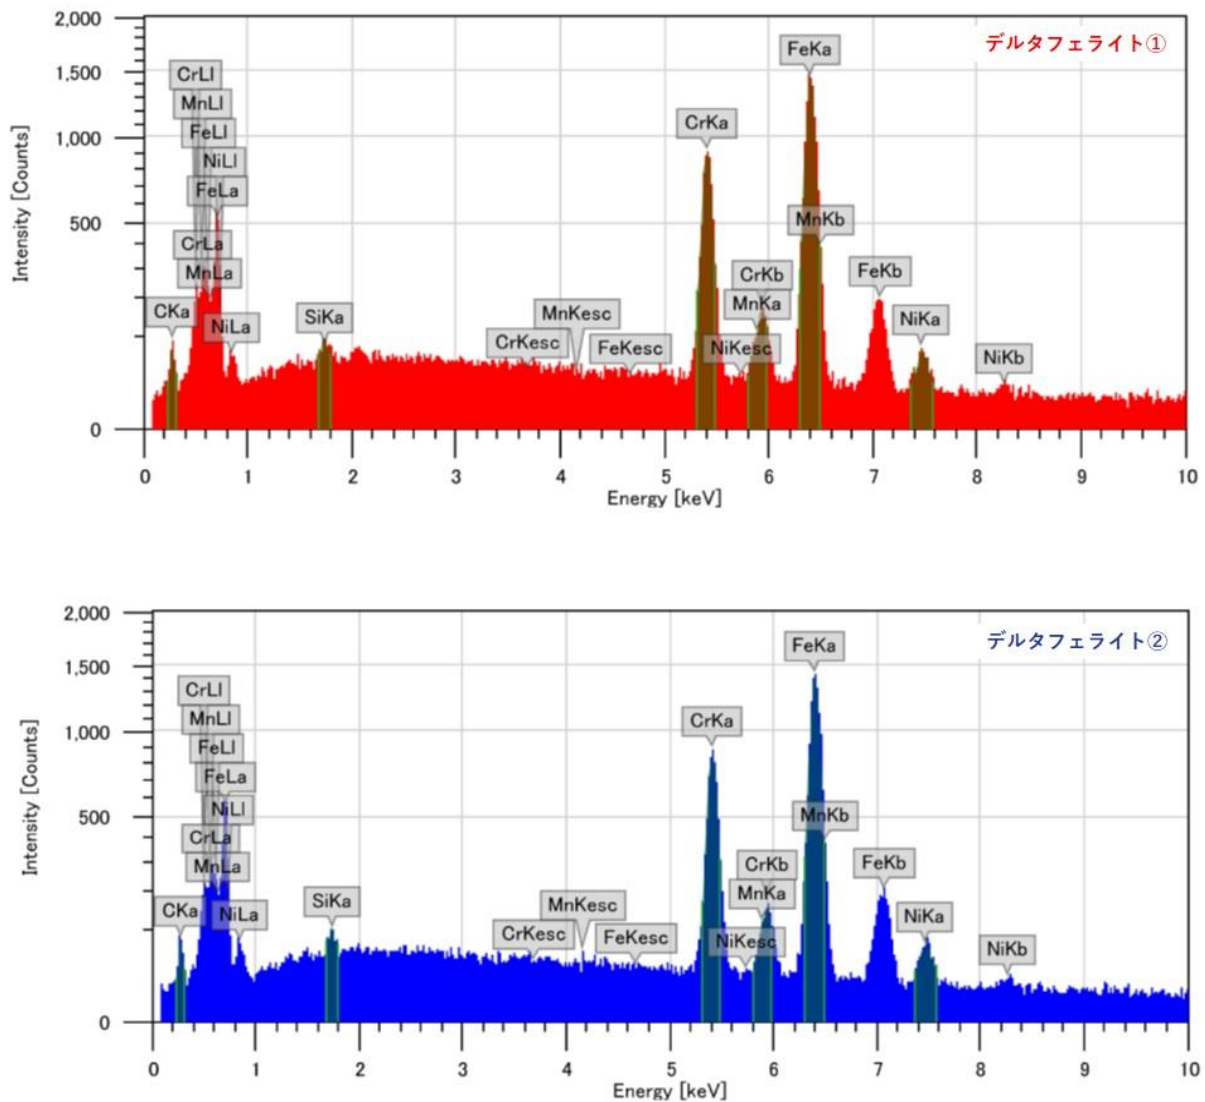 デルタフェライト①
Intensity [Counts]
2,000
1,500
1,000
500
0
CrLl
MnLl
FeLl
NiLl
FeLa
CrLa
MnLa
CKa
NiLa
SiKa
CrKesc
MnKesc
FeKesc
CrKa
NiKesc
CrKb
MnKa
FeKa
MnKb
FeKb
NiKa
NiKb
0 1 2 3 4 5 6 7 8 9 10
Energy [keV]
デルタフェライト②
Intensity [Counts]
2,000
1,500
1,000
500
0
CrLl
MnLl
FeLl
FeLa
NiLl
CrLa
MnLa
CKa
NiLa
SiKa
CrKesc
MnKesc
FeKesc
CrKa
NiKesc
CrKb
MnKa
FeKa
MnKb
FeKb
NiKa
NiKb
0 1 2 3 4 5 6 7 8 9 10
Energy [keV]